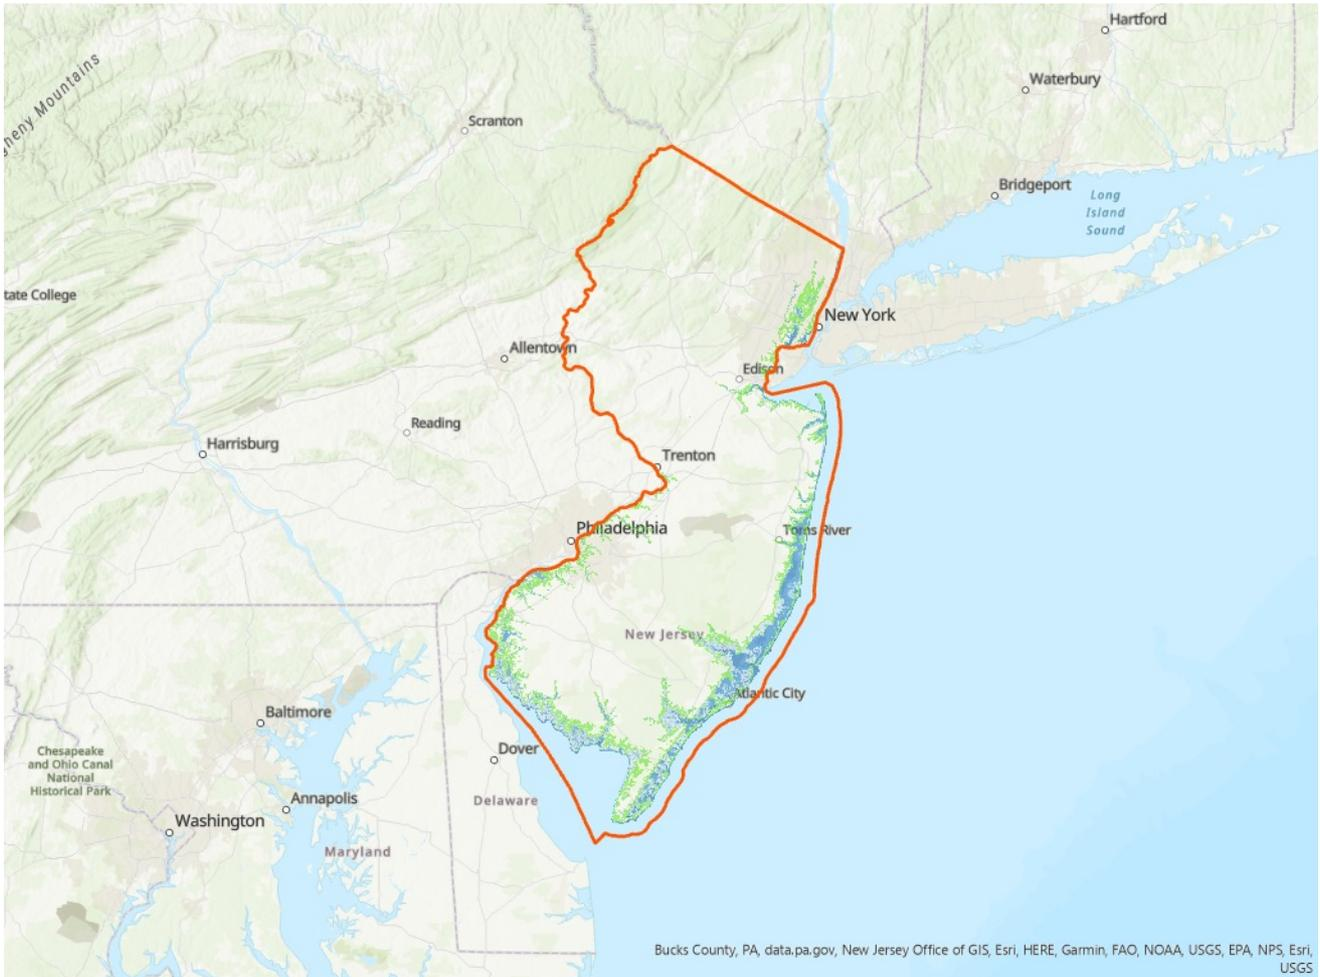 Hartford
Waterbury
gheny Mountains
Scranton
Bridgeport
Long
Island
Sound
tate College
New York
Allentown
Edison
Reading
Harrisburg
Trenton
Philadelphia
Toms River
New Jersey
Atlantic City
Baltimore
Dover
Chesapeake
and Ohio Canal
National
Historical Park
Annapolis
Delaware
Washington
Maryland
Bucks County, PA, data.pa.gov, New Jersey Office of GIS, Esri, HERE, Garmin, FAO, NOAA, USGS, EPA, NPS, Esri,
USGS